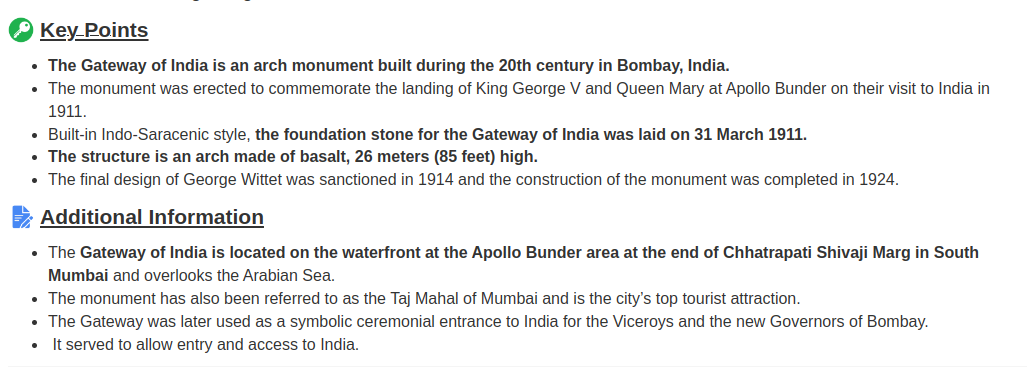 Key Points
• The Gateway of India is an arch monument built during the 20th century in Bombay, India.
• The monument was erected to commemorate the landing of King George V and Queen Mary at Apollo Bunder on their visit to India in
1911.
• Built-in Indo-Saracenic style, the foundation stone for the Gateway of India was laid on 31 March 1911.
• The structure is an arch made of basalt, 26 meters (85 feet) high.
• The final design of George Wittet was sanctioned in 1914 and the construction of the monument was completed in 1924.
Additional Information
• The Gateway of India is located on the waterfront at the Apollo Bunder area at the end of Chhatrapati Shivaji Marg in South
Mumbai and overlooks the Arabian Sea.
• The monument has also been referred to as the Taj Mahal of Mumbai and is the city’s top tourist attraction.
• The Gateway was later used as a symbolic ceremonial entrance to India for the Viceroys and the new Governors of Bombay.
• It served to allow entry and access to India.